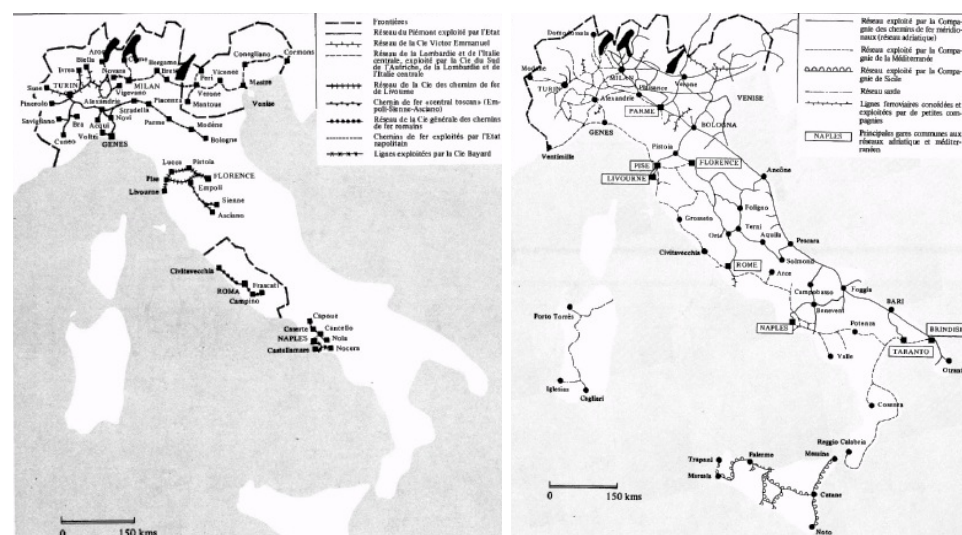 Frontières
Réseau du Piémont exploité par l'Etat
Réseau de la Cie Victor Emmanuel
Réseau de la Lombardie et de l'Italie
centrale, exploité par la Cie du Sud
de l'Autriche, de la Lombardie et de
l'Italie centrale
Réseau de la Cie des chemins de fer
de Livourne
Chemin de fer «central toscan» (Em-
poli-Sienne-Asciano)
Réseau de la Cie générale des chemins
de fer romains
Chemins de fer exploités par l'Etat
napolitain
Lignes exploitées par la Cie Bayard
Conegliano
Cormons
Arona
Biella
Bergamo
Ivrea
Novara
Vicenza
Suse
TURIN
MILAN
Vigevano
Verone
Mestre
Venise
Pinerolo
Alexandrie
Stradella
Piacenza
Mantoue
Savigliano
Bra
Acqui
Novi
Parme
Modène
Cuneo
Voltri
GENES
Bologne
Lucca
Pistoia
Pise
FLORENCE
Livourne
Empoli
Sienne
Asciano
Civitavecchia
ROMA
Frascati
Campino
Capoue
Caserte
Cancello
NAPLES
Nola
Castellamare
Nocera
0
150 kms
Réseau exploité par la Compa-
gnie des chemins de fer méridio-
naux (réseau adriatique)
Réseau exploité par la Compa-
gnie de la Méditerranée
Réseau exploité par la Compa-
gnie de Sicile
Réseau sarde
Lignes ferroviaires concédées et
exploitées par de petites com-
pagnies
NAPLES
Principales gares communes aux
réseaux adriatique et méditer-
ranéen
Domodossola
Modane
MILAN
TURIN
Vérone
VENISE
Alexandrie
Plaisance
PARME
GENES
BOLOGNA
Vintimille
Pistoia
PISE
FLORENCE
LIVOURNE
Ancône
Grosseto
Foligno
Orte
Terni
Aquila
Pescara
Civitavecchia
ROME
Solmona
Arce
Campobasso
Foggia
Benevent
BARI
NAPLES
Potenza
BRINDISI
TARANTO
Valle
Porto Torrès
Iglesias
Cagliari
Cosenza
Reggio Calabria
Trapani
Palerme
Messine
Marsala
Catane
Noto
0
150 kms